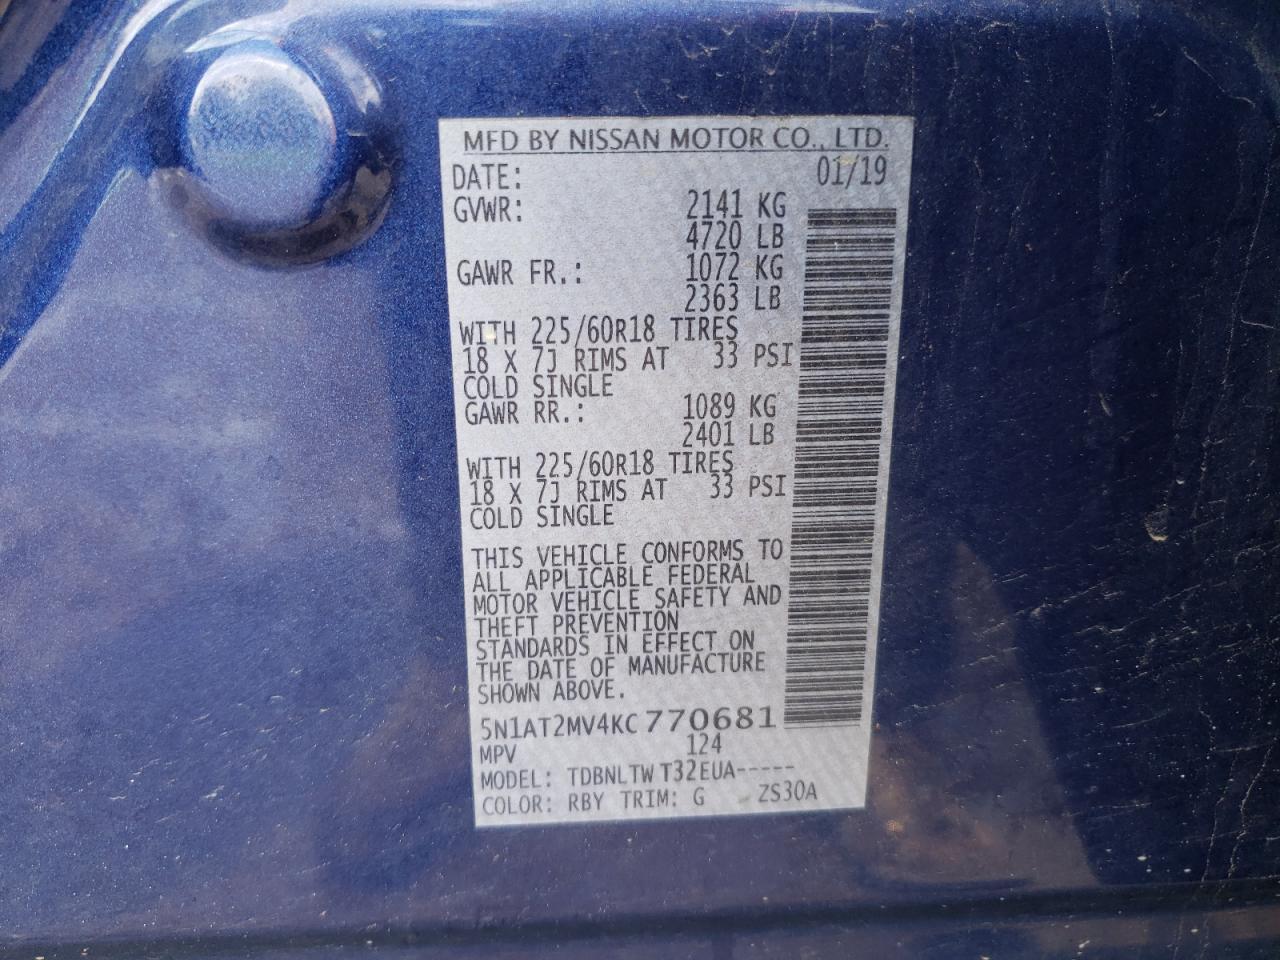 MFD BY NISSAN MOTOR CO., LTD.
DATE: 01/19
GVWR: 2141 KG
4720 LB
GAWR FR.: 1072 KG
2363 LB
WITH 225/60R18 TIRES
18 X 7J RIMS AT 33 PSI
COLD SINGLE
GAWR RR.: 1089 KG
2401 LB
WITH 225/60R18 TIRES
18 X 7J RIMS AT 33 PSI
COLD SINGLE
THIS VEHICLE CONFORMS TO
ALL APPLICABLE FEDERAL
MOTOR VEHICLE SAFETY AND
THEFT PREVENTION
STANDARDS IN EFFECT ON
THE DATE OF MANUFACTURE
SHOWN ABOVE.
5N1AT2MV4KC770681
MPV 124
MODEL: TDBNLTW T32EUA-----
COLOR: RBY TRIM: G ZS30A